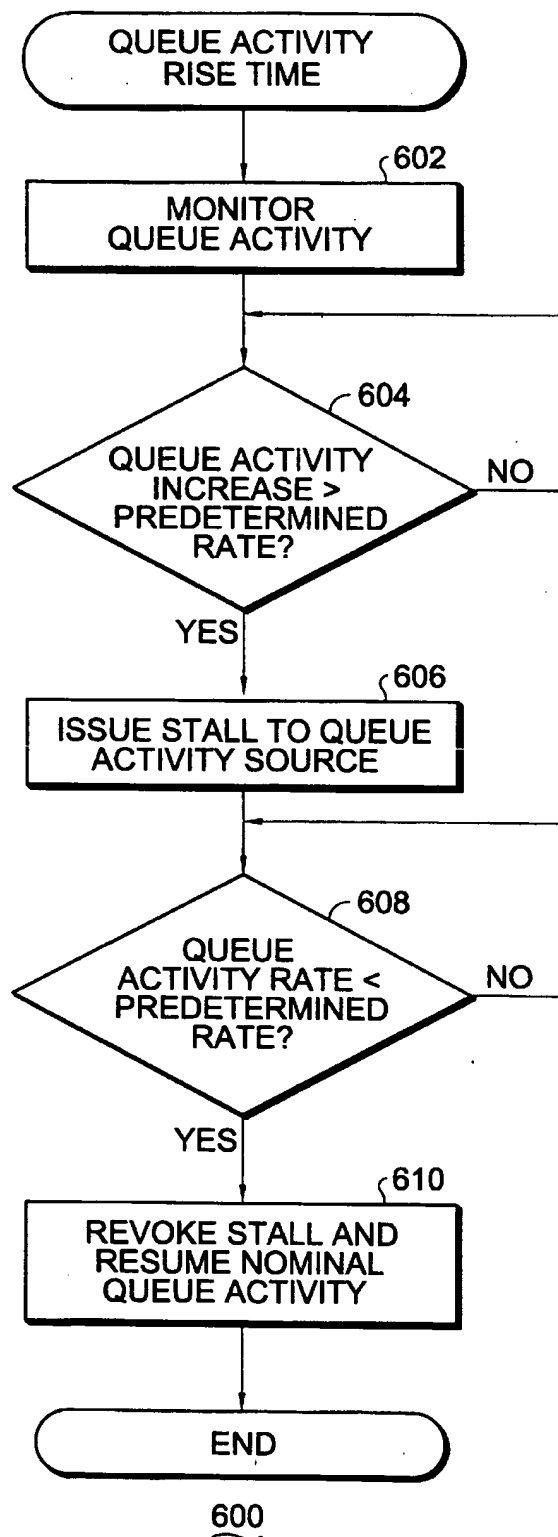 QUEUE ACTIVITY
RISE TIME
602
MONITOR
QUEUE ACTIVITY
604
QUEUE ACTIVITY
INCREASE >
PREDETERMINED
RATE?
NO
YES
606
ISSUE STALL TO QUEUE
ACTIVITY SOURCE
608
QUEUE
ACTIVITY RATE <
PREDETERMINED
RATE?
NO
YES
610
REVOKE STALL AND
RESUME NOMINAL
QUEUE ACTIVITY
END
600